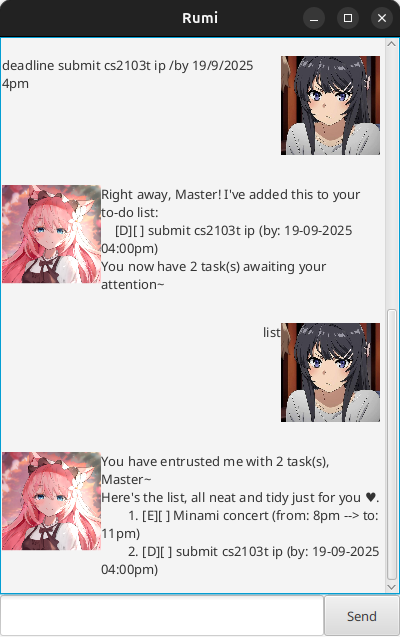 Rumi
deadline submit cs2103t ip /by 19/9/2025
4pm
Right away, Master! I've added this to your
to-do list:
[D][ ] submit cs2103t ip (by: 19-09-2025
04:00pm)
You now have 2 task(s) awaiting your
attention~
list
You have entrusted me with 2 task(s),
Master~
Here's the list, all neat and tidy just for you ♥.
1. [E][ ] Minami concert (from: 8pm --> to:
11pm)
2. [D][ ] submit cs2103t ip (by: 19-09-2025
04:00pm)
Send